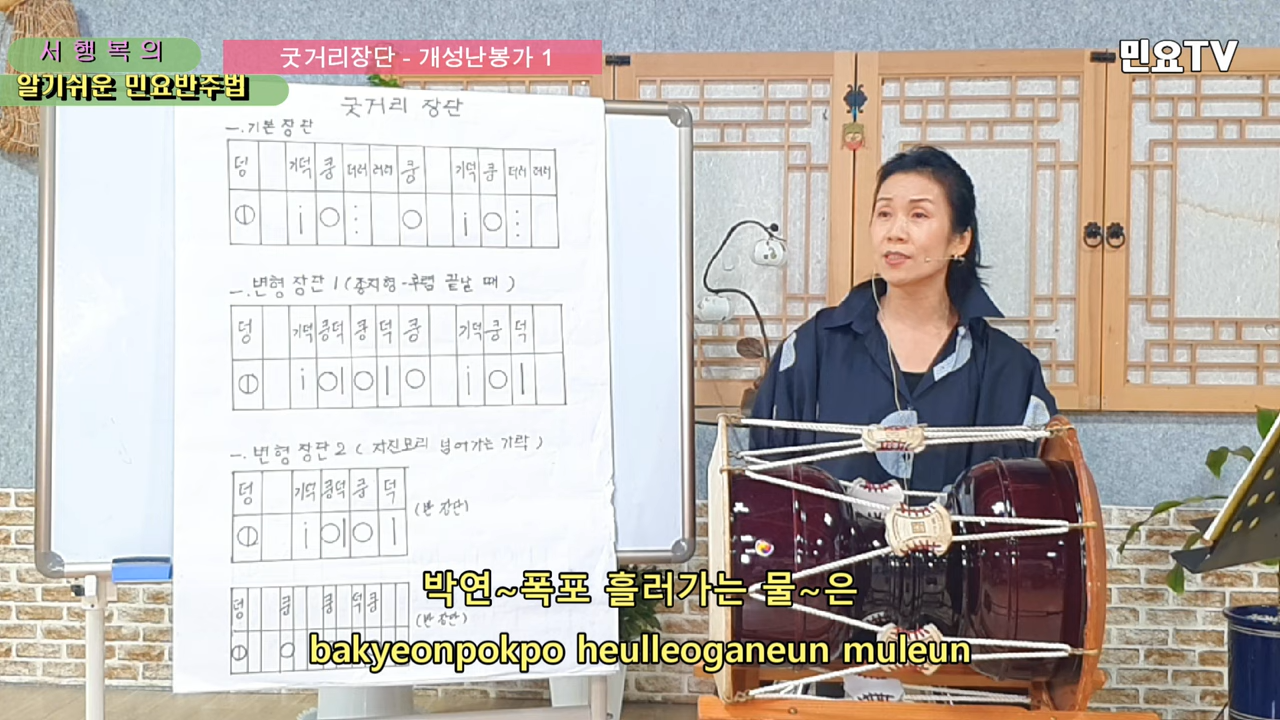 서 행 복 의
알기쉬운 민요반주법
굿거리장단 - 개성난봉가 1
민요TV
굿거리 장단
一. 기본 장단
덩 기덕 쿵 더러 러러 쿵 기덕 쿵 더러 러러
一. 변형 장단 1 (종지형-후렴 끝날 때)
덩 기덕 쿵덕 쿵 덕 쿵 기덕 쿵 덕
一. 변형 장단 2 ( 자진모리 넘어가는 가락 )
덩 기덕 쿵덕 쿵 덕
(반 장단)
덩 쿵 쿵 덕 쿵
(반 장단)
박연~폭포 흘러가는 물~은
bakyeonpokpo heulleoganeun muleun